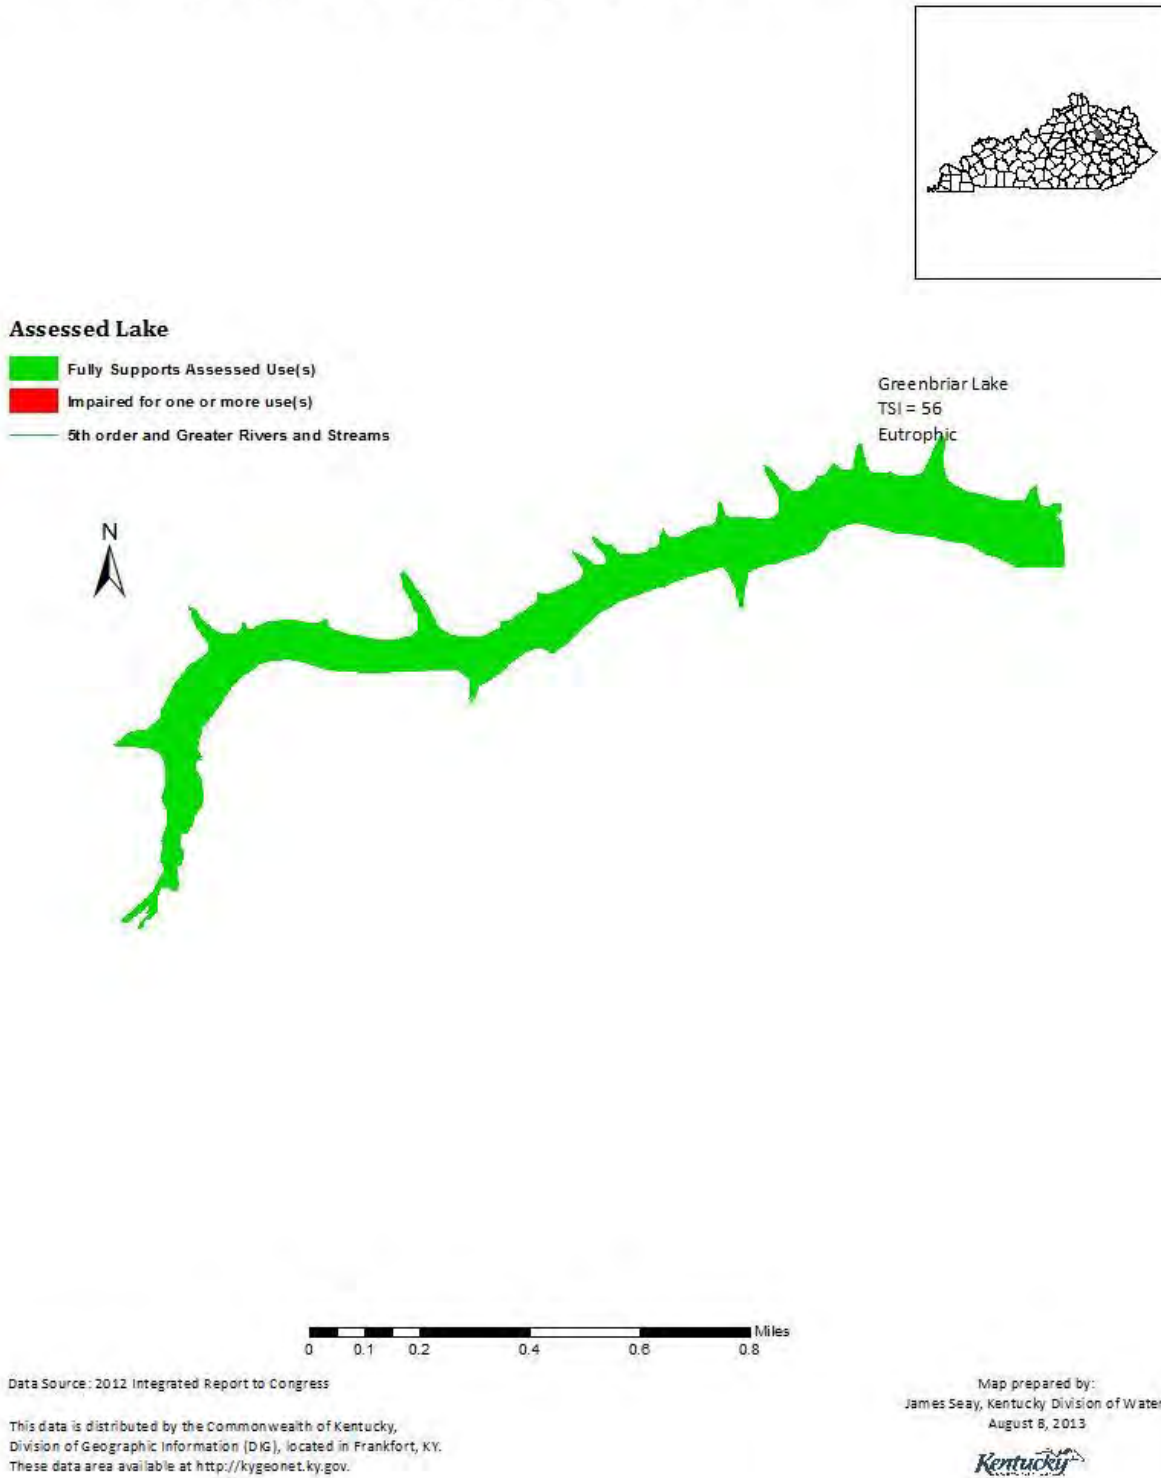 Assessed Lake
Fully Supports Assessed Use(s)
Impaired for one or more use(s)
5th order and Greater Rivers and Streams
Greenbriar Lake
TSI = 56
Eutrophic
N
Miles
0 0.1 0.2 0.4 0.6 0.8
Data Source: 2012 Integrated Report to Congress
This data is distributed by the Commonwealth of Kentucky,
Division of Geographic Information (DIG), located in Frankfort, KY.
These data area available at http://kygeonet.ky.gov.
Map prepared by:
James Seay, Kentucky Division of Water
August 8, 2013
Kentucky